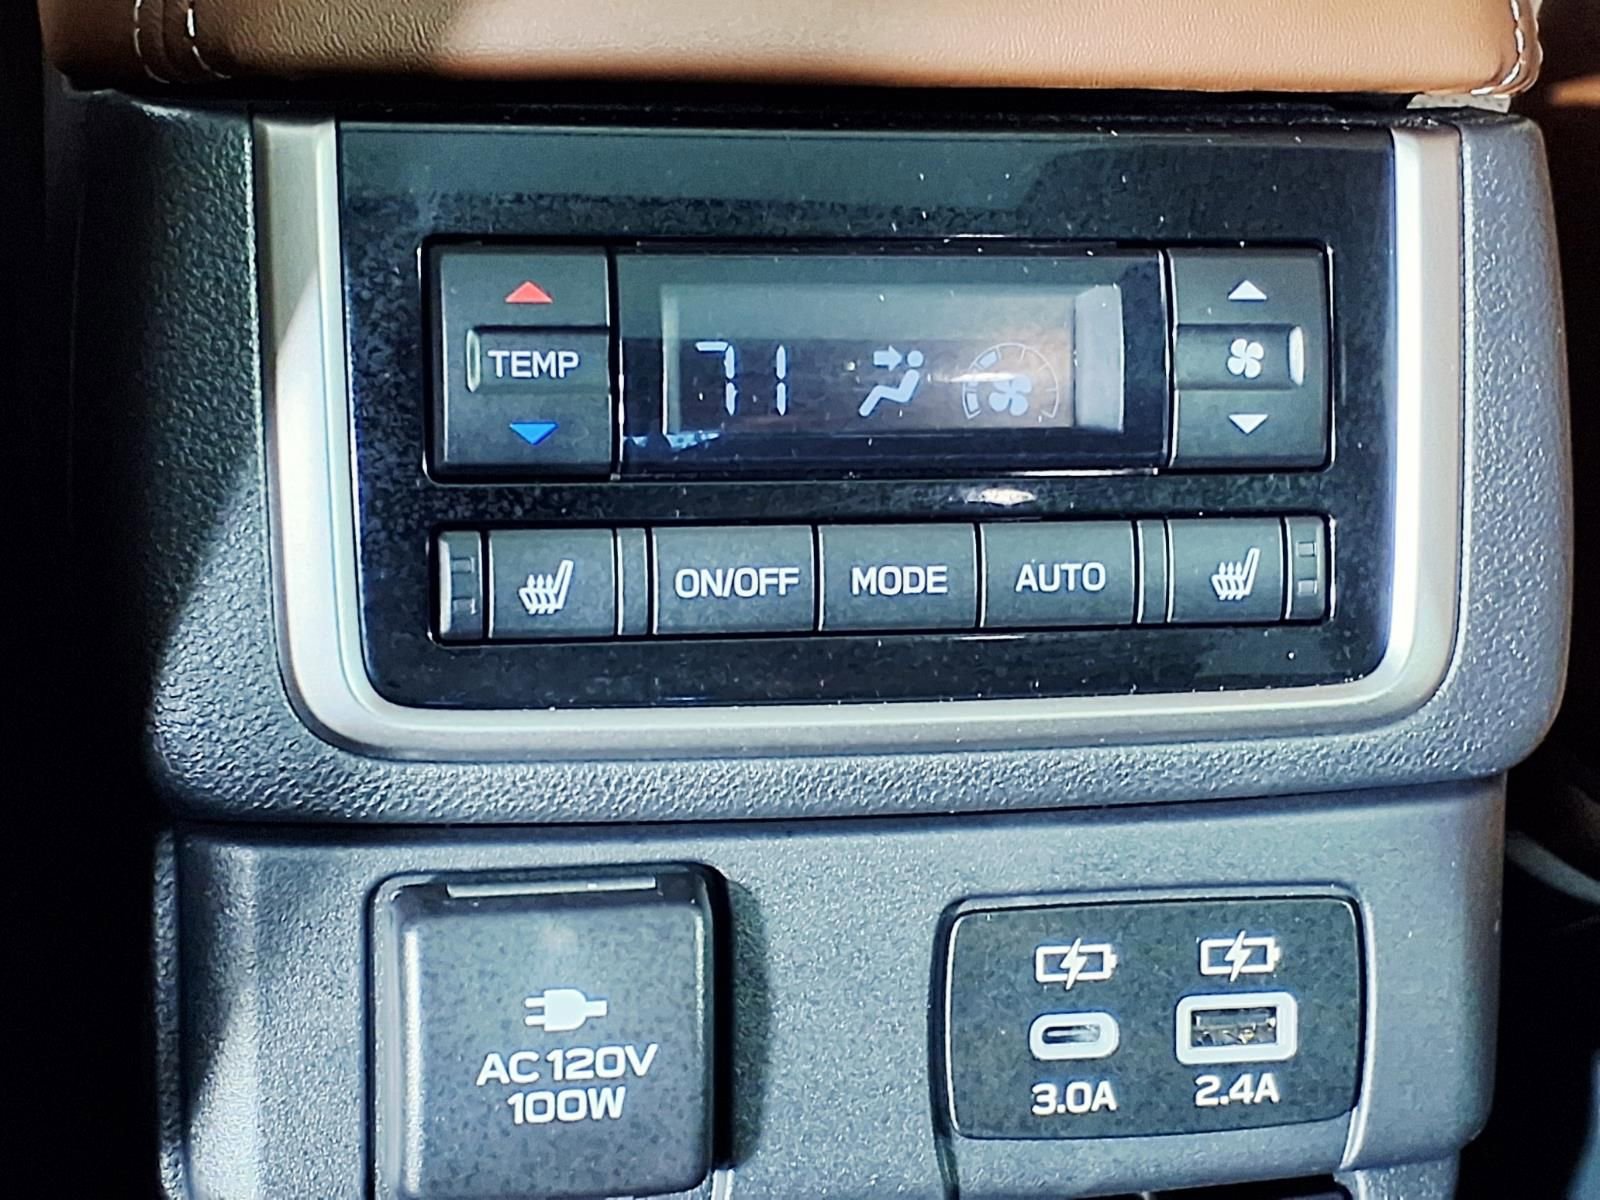 TEMP
71
ON/OFF
MODE
AUTO
AC 120V
100W
3.0A
2.4A